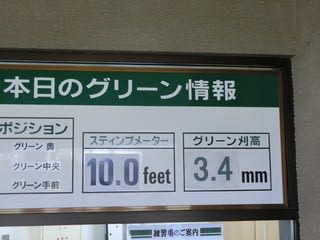 本日のグリーン情報
ポジション
グリーン 奥
グリーン中央
グリーン手前
スティンプメーター
10.0 feet
グリーン刈高
3.4 mm
練習場のご案内